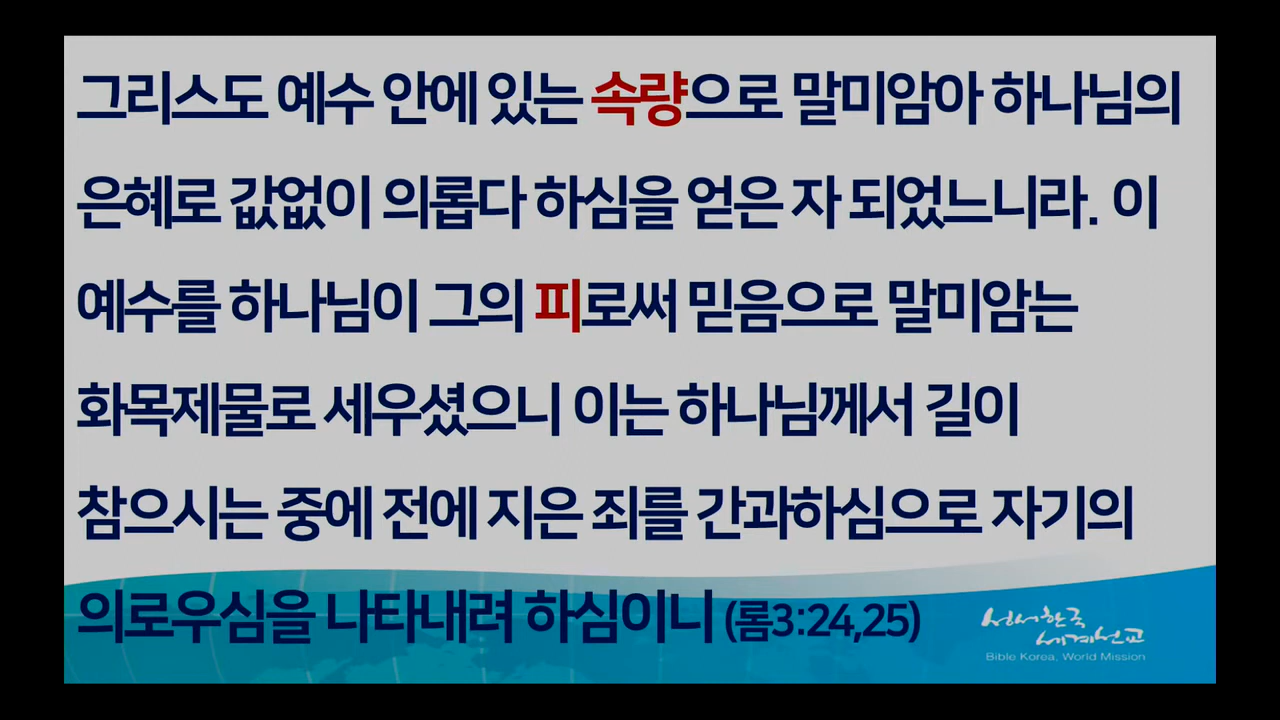 그리스도 예수 안에 있는 속량으로 말미암아 하나님의
은혜로 값없이 의롭다 하심을 얻은 자 되었느니라. 이
예수를 하나님이 그의 피로써 믿음으로 말미암는
화목제물로 세우셨으니 이는 하나님께서 길이
참으시는 중에 전에 지은 죄를 간과하심으로 자기의
의로우심을 나타내려 하심이니 (롬3:24,25)
성서한국
세계선교
Bible Korea, World Mission